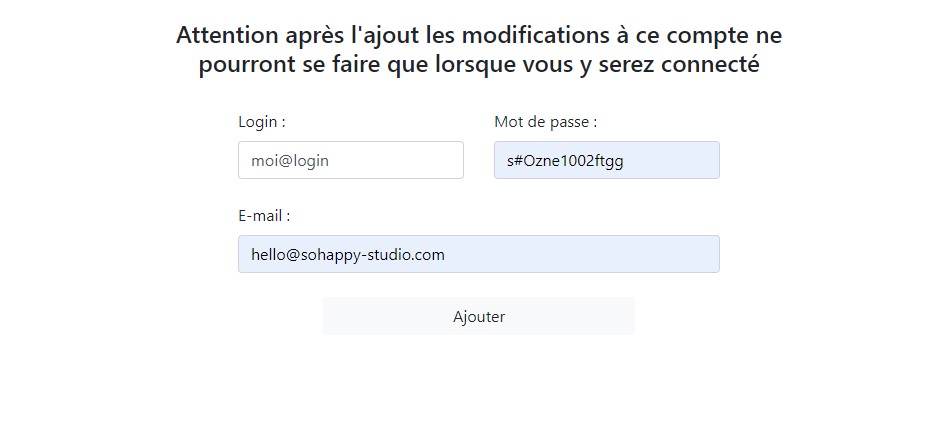 Attention après l'ajout les modifications à ce compte ne
pourront se faire que lorsque vous y serez connecté
Login :
Mot de passe :
moi@login
s#Ozne1002ftgg
E-mail :
hello@sohappy-studio.com
Ajouter